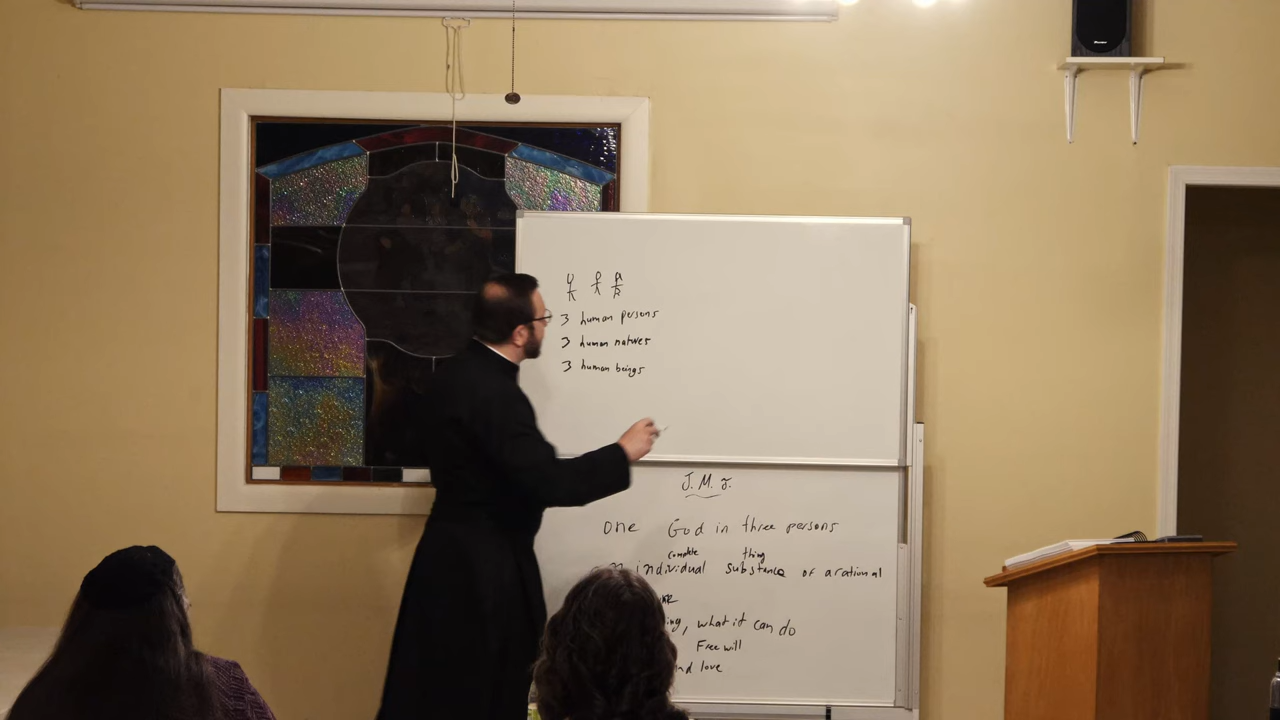 3 human persons
3 human natures
3 human beings
J. M. J.
one God in three persons
complete thing
individual substance of a rational
ing, what it can do
Free will
nd love